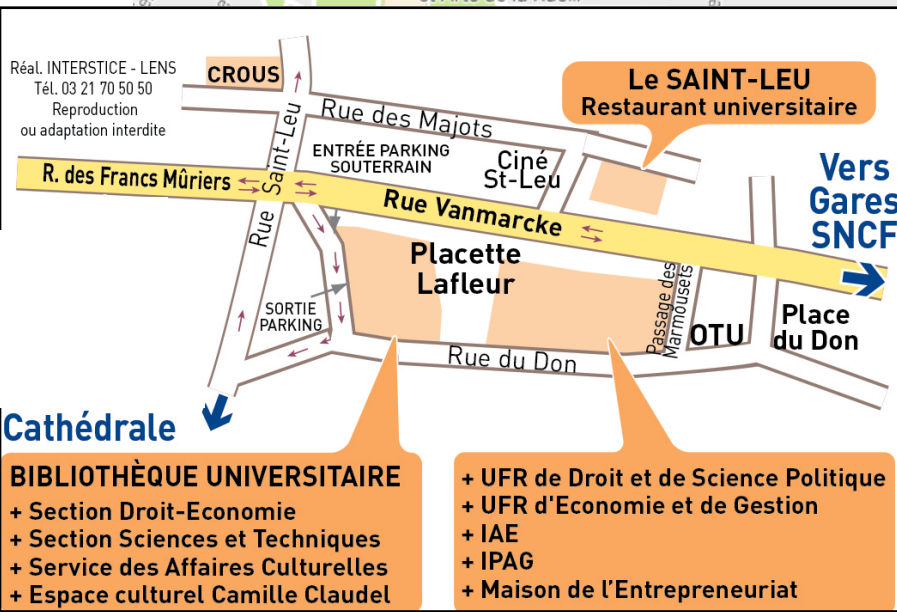 Réal. INTERSTICE - LENS
Tél. 03 21 70 50 50
Reproduction
ou adaptation interdite
CROUS
Rue des Majots
Le SAINT-LEU
Restaurant universitaire
ENTRÉE PARKING
SOUTERRAIN
Ciné
St-Leu
R. des Francs Mûriers
Rue Saint-Leu
Rue Vanmarcke
Vers
Gares
SNCF
Placette
Lafleur
SORTIE
PARKING
Passage des
Marmousets
OTU
Place
du Don
Rue du Don
Cathédrale
BIBLIOTHÈQUE UNIVERSITAIRE
+ Section Droit-Economie
+ Section Sciences et Techniques
+ Service des Affaires Culturelles
+ Espace culturel Camille Claudel
+ UFR de Droit et de Science Politique
+ UFR d'Economie et de Gestion
+ IAE
+ IPAG
+ Maison de l'Entrepreneuriat